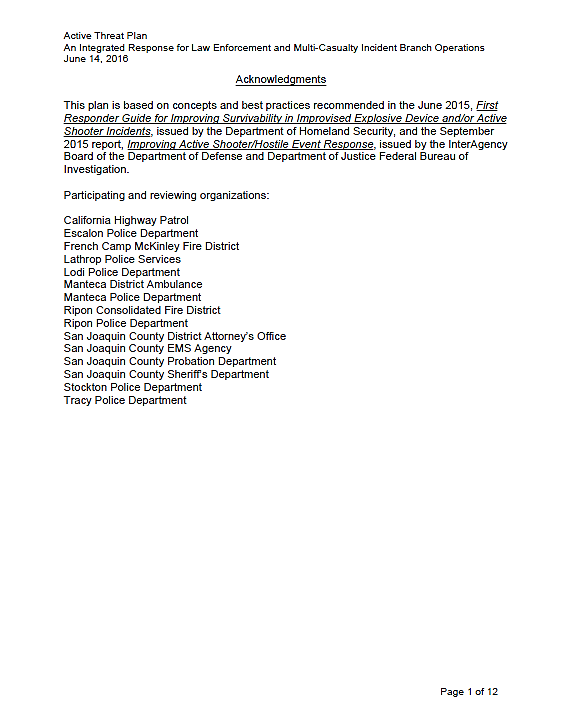 Active Threat Plan
An Integrated Response for Law Enforcement and Multi-Casualty Incident Branch Operations
June 14, 2016
Acknowledgments
This plan is based on concepts and best practices recommended in the June 2015, First
Responder Guide for Improving Survivability in Improvised Explosive Device and/or Active
Shooter Incidents, issued by the Department of Homeland Security, and the September
2015 report, Improving Active Shooter/Hostile Event Response, issued by the InterAgency
Board of the Department of Defense and Department of Justice Federal Bureau of
Investigation.
Participating and reviewing organizations:
California Highway Patrol
Escalon Police Department
French Camp McKinley Fire District
Lathrop Police Services
Lodi Police Department
Manteca District Ambulance
Manteca Police Department
Ripon Consolidated Fire District
Ripon Police Department
San Joaquin County District Attorney's Office
San Joaquin County EMS Agency
San Joaquin County Probation Department
San Joaquin County Sheriff's Department
Stockton Police Department
Tracy Police Department
Page 1 of 12